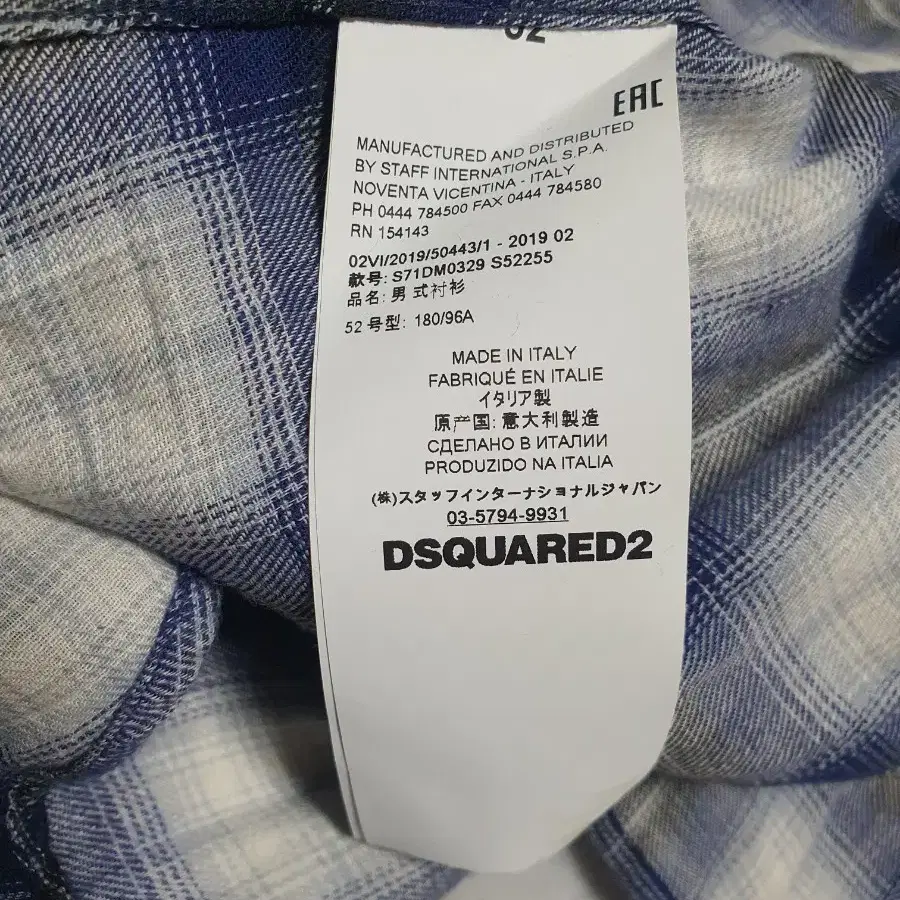 EAC
MANUFACTURED AND DISTRIBUTED
BY STAFF INTERNATIONAL S.P.A.
NOVENTA VICENTINA - ITALY
PH 0444 784500 FAX 0444 784580
RN 154143
02VI/2019/50443/1 - 2019 02
款号: S71DM0329 S52255
品名: 男式衬衫
52 号型: 180/96A
MADE IN ITALY
FABRIQUÉ EN ITALIE
イタリア製
原产国: 意大利製造
СДЕЛАНО В ИТАЛИИ
PRODUZIDO NA ITALIA
(株)スタッフインターナショナルジャパン
03-5794-9931
DSQUARED2